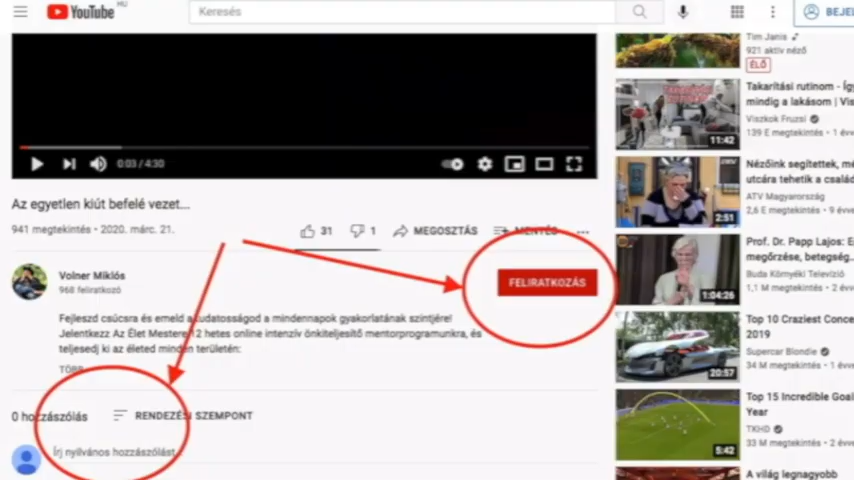 YouTube HU
Keresés
BEJEL
0:03 / 4:30
Az egyetlen kiút befelé vezet...
941 megtekintés • 2020. márc. 21.
31
1
MEGOSZTÁS
MENTÉS
...
Volner Miklós
968 feliratkozó
FELIRATKOZÁS
Fejleszd csúcsra és emeld a tudatosságod a mindennapok gyakorlatának szintjére!
Jelentkezz Az Élet Mestere 12 hetes online intenzív önkiteljesítő mentorprogramunkra, és
teljesedj ki az életed minden területén:
TÖBB
0 hozzászólás
RENDEZÉSI SZEMPONT
Írj nyilvános hozzászólást
Tim Janis
921 aktív néző
ÉLŐ
11:42
Takarítási rutinom - Íg
mindig a lakásom | Vis
Viszkok Fruzsi
139 E megtekintés • 1 év
2:51
Nézőink segítettek, mé
utcára tehetik a család
ATV Magyarország
2,6 E megtekintés • 9 éve
1:04:26
Prof. Dr. Papp Lajos: E
megőrzése, betegség
Buda Környéki Televízió
1,1 M megtekintés • 2 éve
20:57
Top 10 Craziest Conce
2019
Supercar Blondie
34 M megtekintés • 1 éve
5:42
Top 15 Incredible Goal
Year
TKHD
33 M megtekintés • 2 éve
A világ legnagyobb